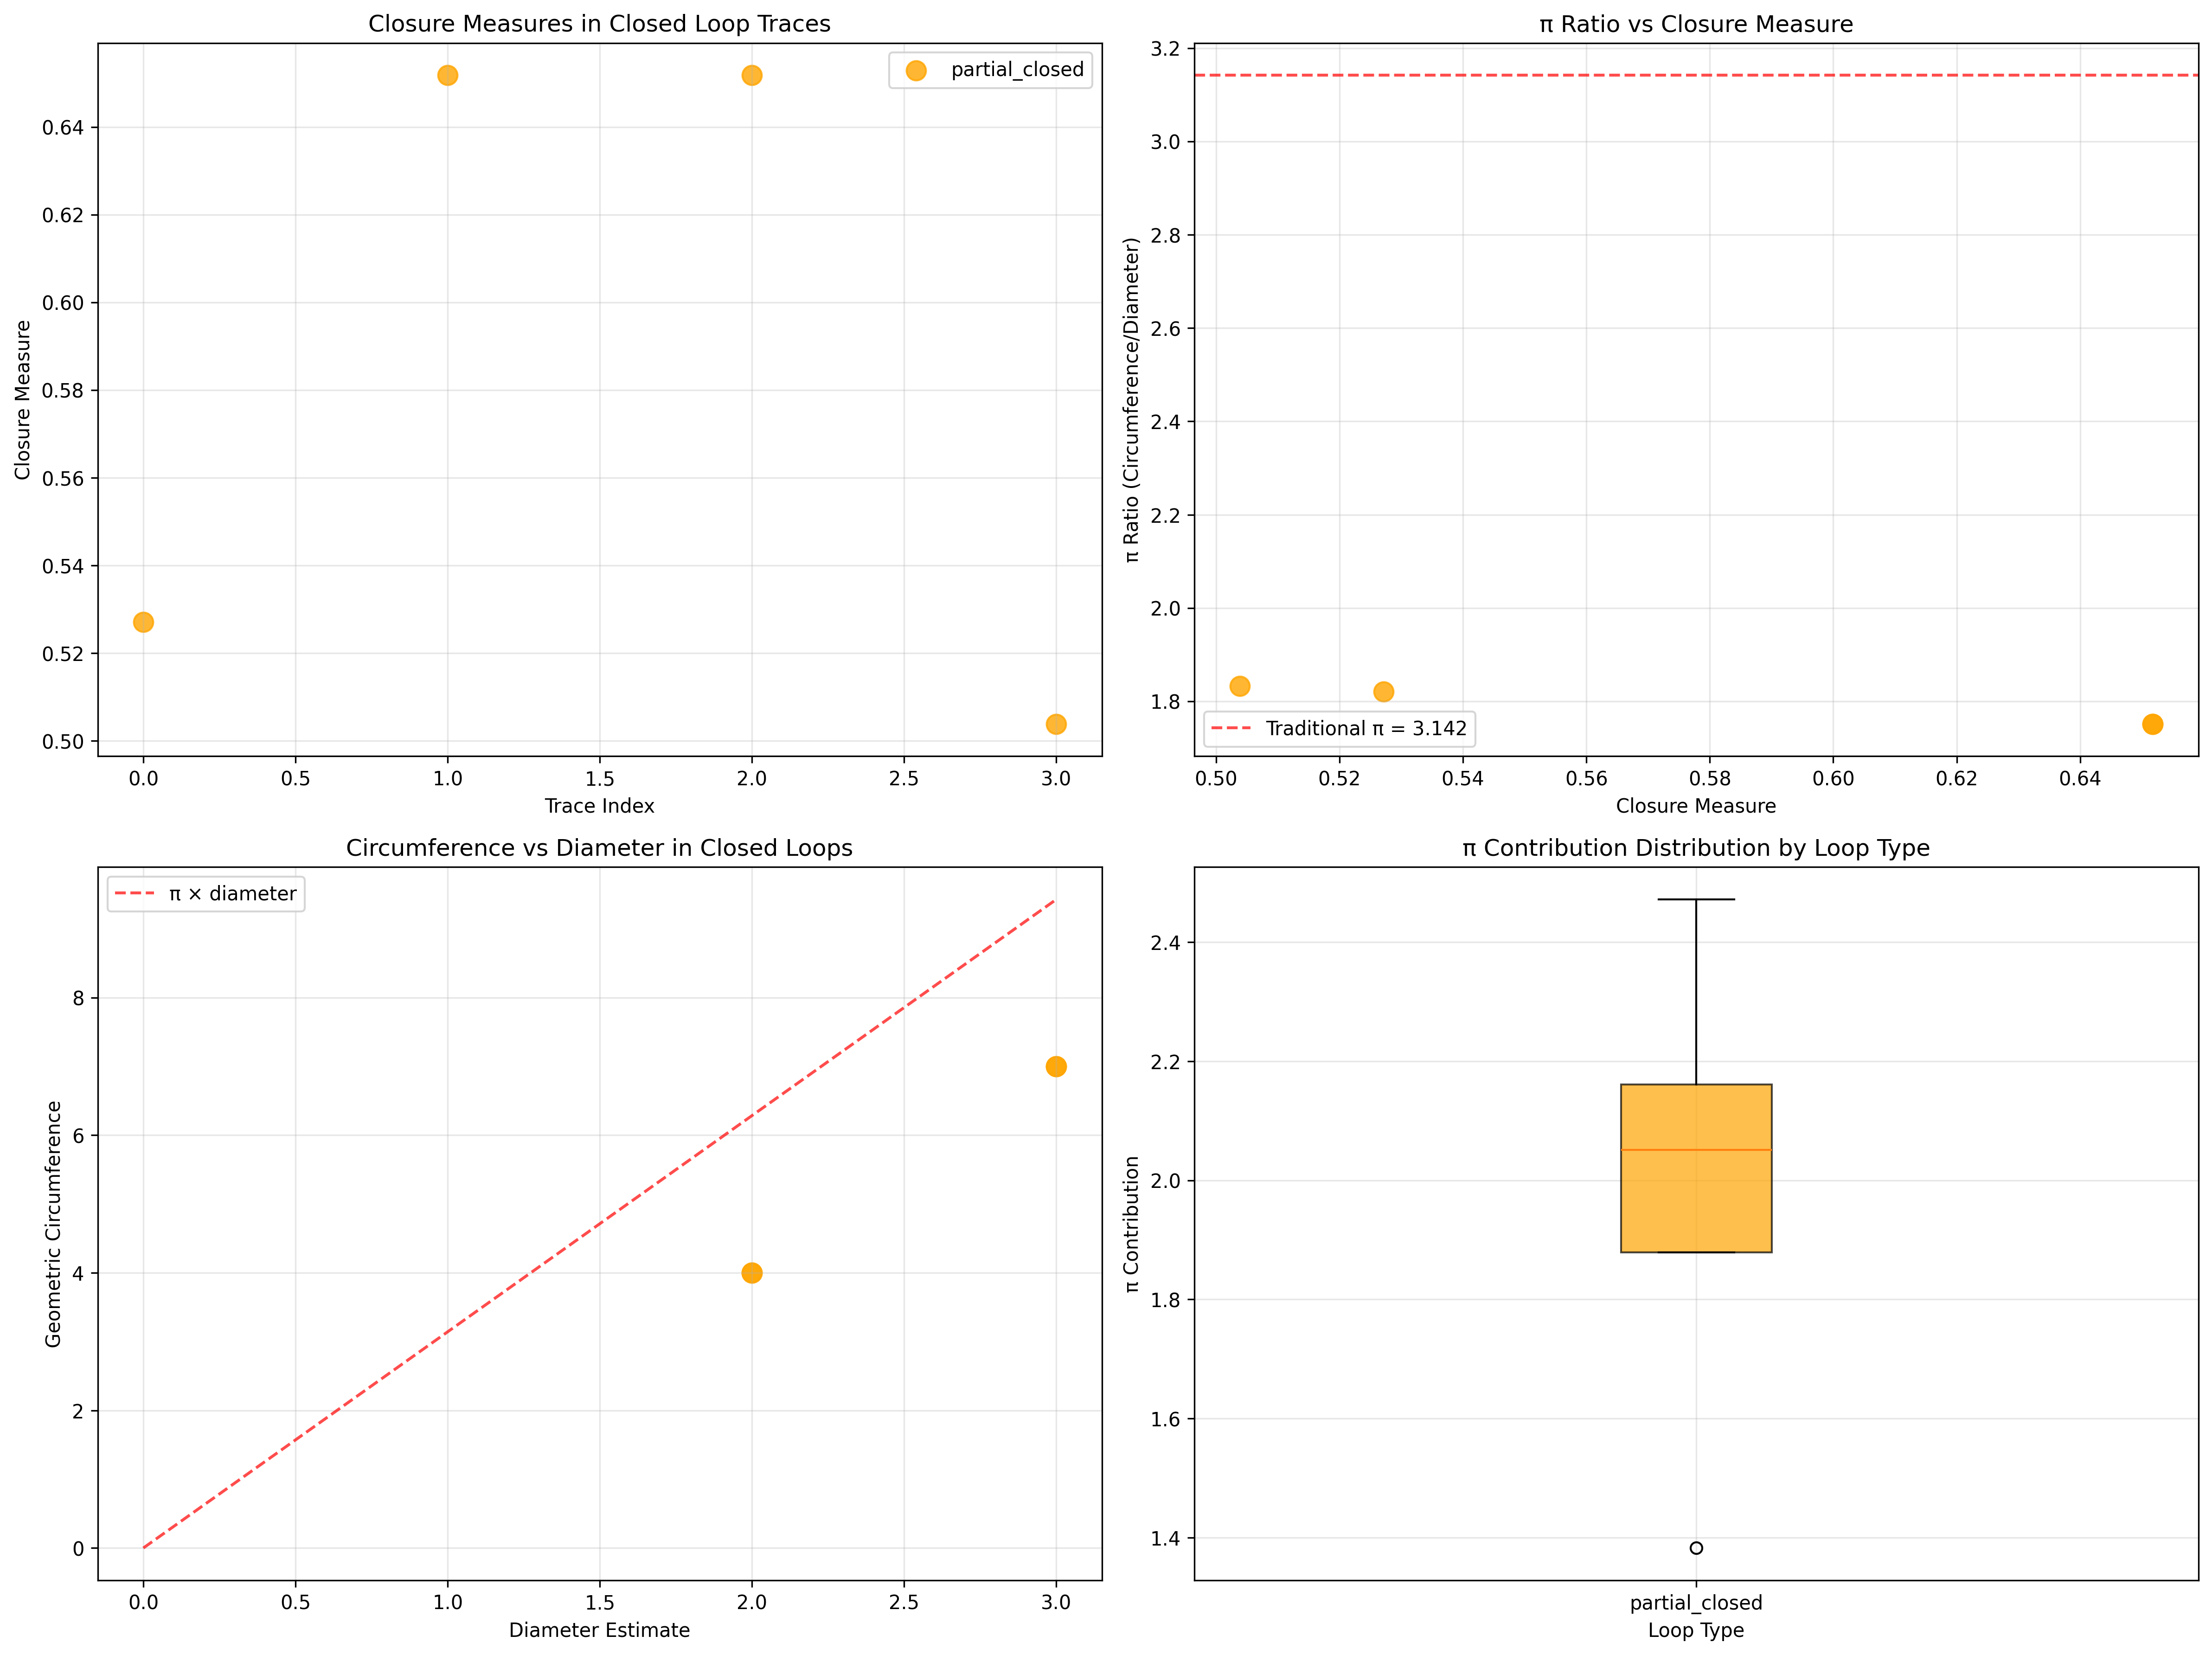 Closure Measures in Closed Loop Traces
partial_closed
0.64
0.62
0.60
0.58
0.56
0.54
0.52
0.50
Closure Measure
0.0 0.5 1.0 1.5 2.0 2.5 3.0
Trace Index
π Ratio vs Closure Measure
3.2
3.0
2.8
2.6
2.4
2.2
2.0
1.8
π Ratio (Circumference/Diameter)
Traditional π = 3.142
0.50 0.52 0.54 0.56 0.58 0.60 0.62 0.64
Closure Measure
Circumference vs Diameter in Closed Loops
π × diameter
8
6
4
2
0
Geometric Circumference
0.0 0.5 1.0 1.5 2.0 2.5 3.0
Diameter Estimate
π Contribution Distribution by Loop Type
2.4
2.2
2.0
1.8
1.6
1.4
π Contribution
partial_closed
Loop Type